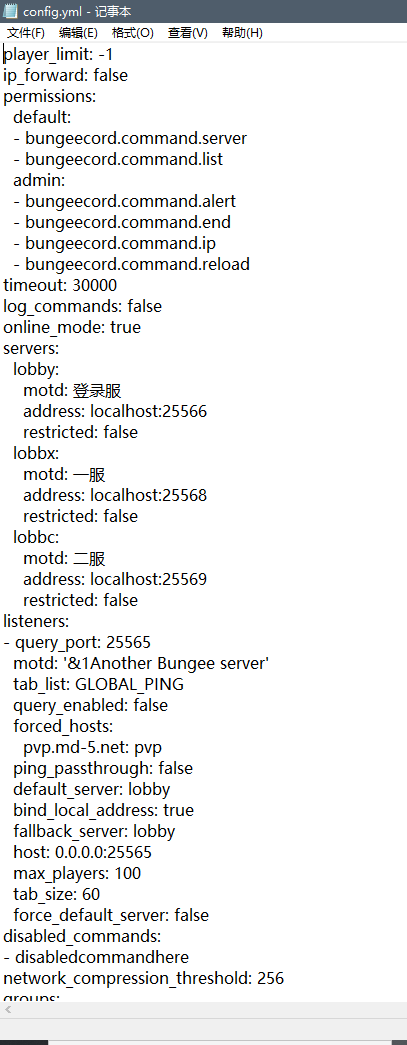 config.yml - 记事本
文件(F) 编辑(E) 格式(O) 查看(V) 帮助(H)
player_limit: -1
ip_forward: false
permissions:
  default:
  - bungeecord.command.server
  - bungeecord.command.list
  admin:
  - bungeecord.command.alert
  - bungeecord.command.end
  - bungeecord.command.ip
  - bungeecord.command.reload
timeout: 30000
log_commands: false
online_mode: true
servers:
  lobby:
    motd: 登录服
    address: localhost:25566
    restricted: false
  lobbx:
    motd: 一服
    address: localhost:25568
    restricted: false
  lobbc:
    motd: 二服
    address: localhost:25569
    restricted: false
listeners:
- query_port: 25565
  motd: '&1Another Bungee server'
  tab_list: GLOBAL_PING
  query_enabled: false
  forced_hosts:
    pvp.md-5.net: pvp
  ping_passthrough: false
  default_server: lobby
  bind_local_address: true
  fallback_server: lobby
  host: 0.0.0.0:25565
  max_players: 100
  tab_size: 60
  force_default_server: false
disabled_commands:
- disabledcommandhere
network_compression_threshold: 256
groups: